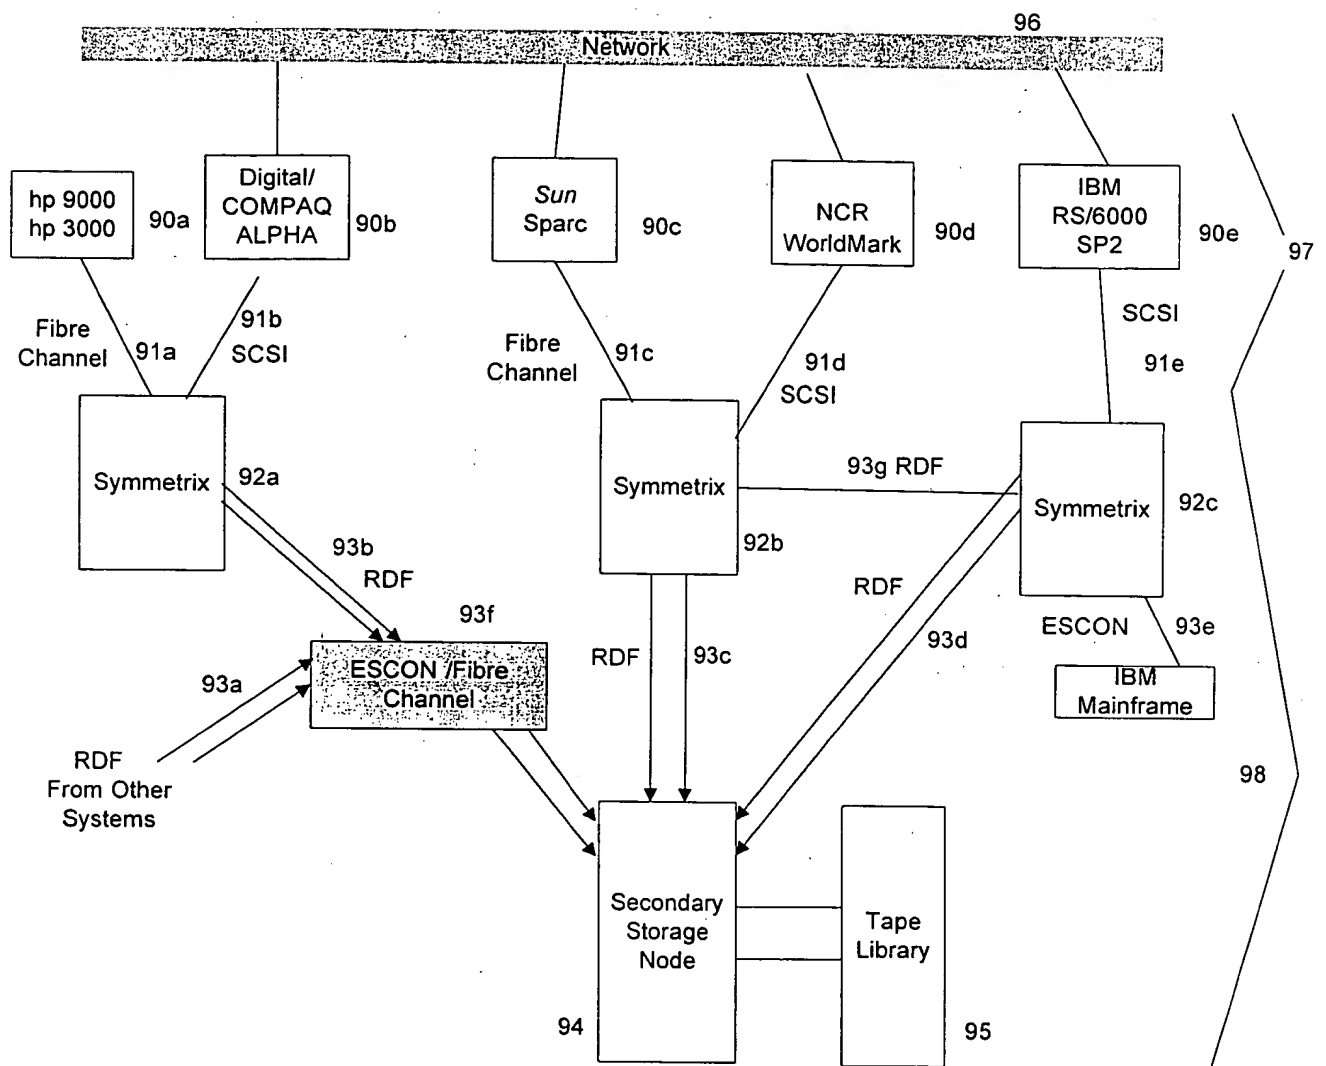 96
Network
hp 9000
hp 3000
90a
Digital/
COMPAQ
ALPHA
90b
Sun
Sparc
90c
NCR
WorldMark
90d
IBM
RS/6000
SP2
90e
97
Fibre
Channel
91a
91b
SCSI
Fibre
Channel
91c
91d
SCSI
SCSI
91e
Symmetrix
92a
Symmetrix
92b
93g RDF
Symmetrix
92c
93b
RDF
93f
ESCON /Fibre
Channel
93a
RDF
From Other
Systems
RDF
93c
RDF
93d
ESCON
93e
IBM
Mainframe
98
Secondary
Storage
Node
94
Tape
Library
95